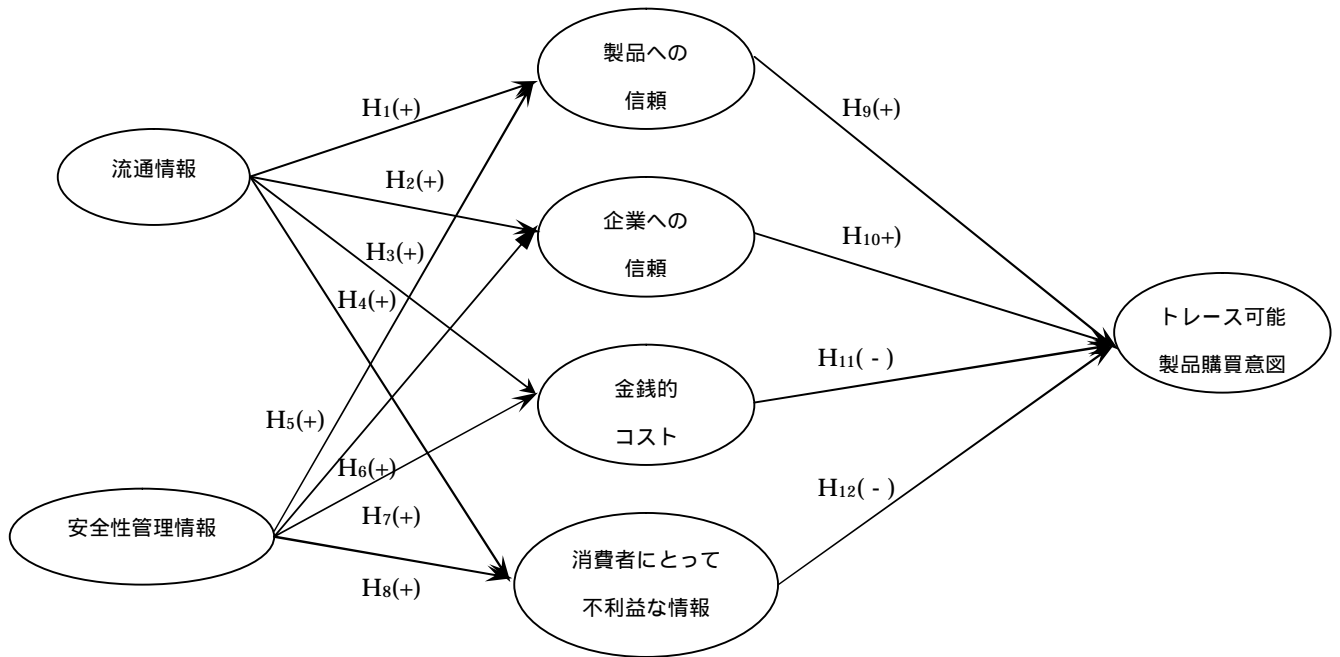 製品への
信頼
H₁(+)
H₉(+)
流通情報
H₂(+)
企業への
信頼
H₁₀+)
H₃(+)
H₄(+)
トレース可能
製品購買意図
H₁₁( - )
金銭的
コスト
H₅(+)
H₆(+)
H₁₂( - )
H₇(+)
安全性管理情報
消費者にとって
不利益な情報
H₈(+)